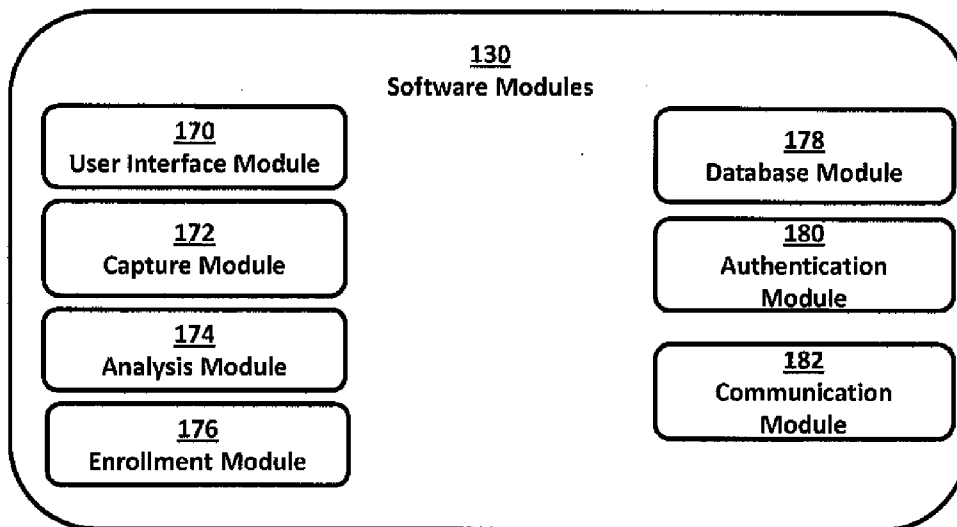 130
Software Modules
170
User Interface Module
172
Capture Module
174
Analysis Module
176
Enrollment Module
178
Database Module
180
Authentication
Module
182
Communication
Module